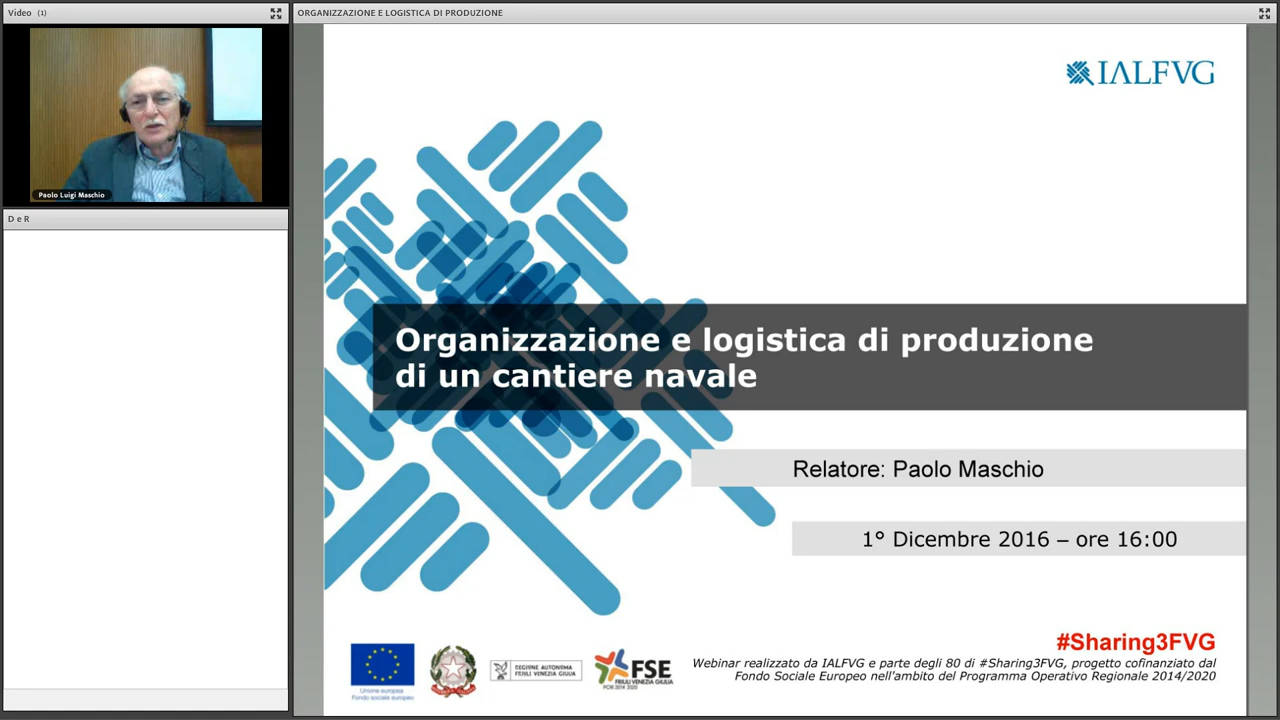 Video (1)
Paolo Luigi Maschio
D e R
ORGANIZZAZIONE E LOGISTICA DI PRODUZIONE
IALFVG
Organizzazione e logistica di produzione
di un cantiere navale
Relatore: Paolo Maschio
1° Dicembre 2016 – ore 16:00
#Sharing3FVG
Webinar realizzato da IALFVG e parte degli 80 di #Sharing3FVG, progetto cofinanziato dal
Fondo Sociale Europeo nell'ambito del Programma Operativo Regionale 2014/2020
Unione europea
Fondo sociale europeo
REGIONE AUTONOMA
FRIULI VENEZIA GIULIA
FSE
FRIULI VENEZIA GIULIA
POR 2014 2020